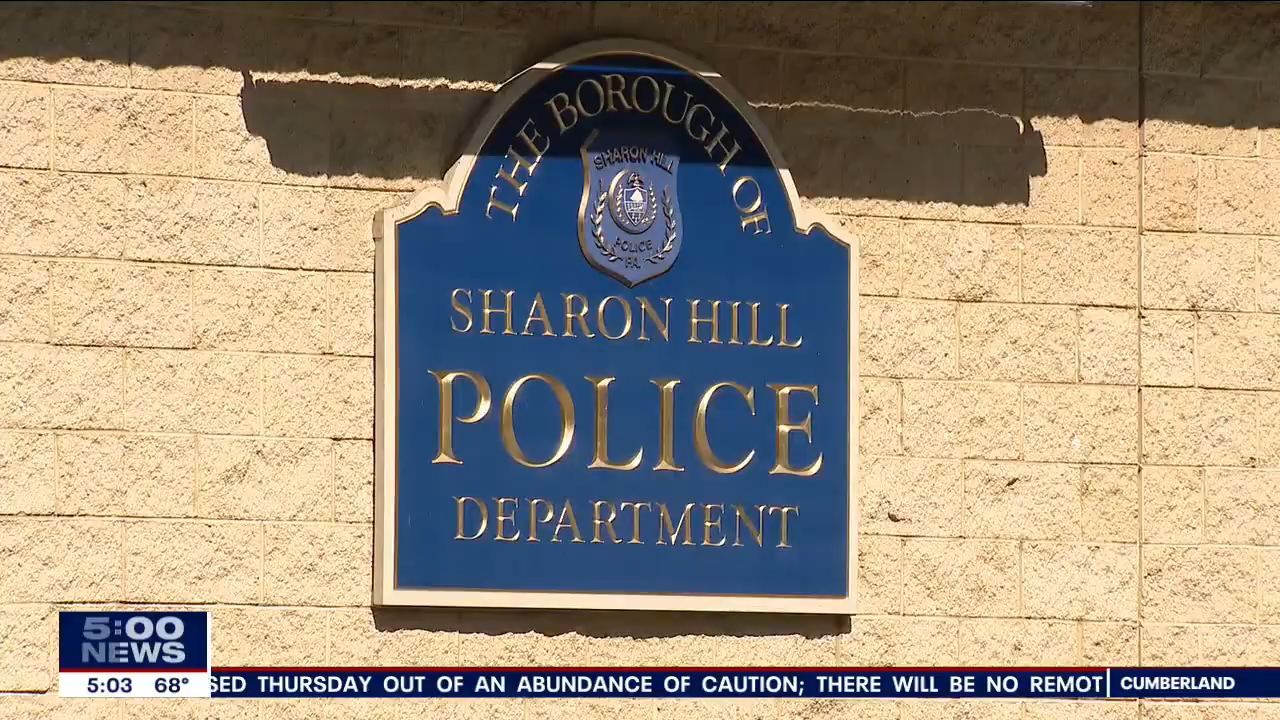 THE BOROUGH OF
SHARON HILL
POLICE
PA.
SHARON HILL
POLICE
DEPARTMENT
5:00
NEWS
5:03 68°
SED THURSDAY OUT OF AN ABUNDANCE OF CAUTION; THERE WILL BE NO REMOT
CUMBERLAND